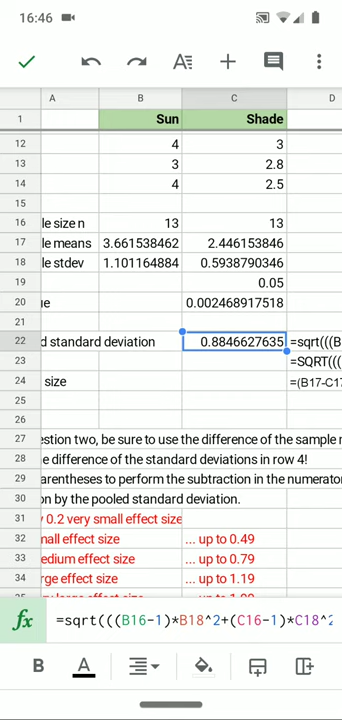 16:46
A B C D
1 Sun Shade
12 4 3
13 3 2.8
14 4 2.5
15
16 le size n 13 13
17 le means 3.661538462 2.446153846
18 le stdev 1.101164884 0.5938790346
19 0.05
20 ue 0.002468917518
21
22 d standard deviation 0.8846627635 =sqrt(((B
23 =SQRT(((
24 size =(B17-C17
25
26
27 estion two, be sure to use the difference of the sample r
28 e difference of the standard deviations in row 4!
29 arentheses to perform the subtraction in the numerator
30 on by the pooled standard deviation.
31 v 0.2 very small effect size
32 mall effect size ... up to 0.49
33 edium effect size ... up to 0.79
34 rge effect size ... up to 1.19
fx =sqrt(((B16-1)*B18^2+(C16-1)*C18^2
B A